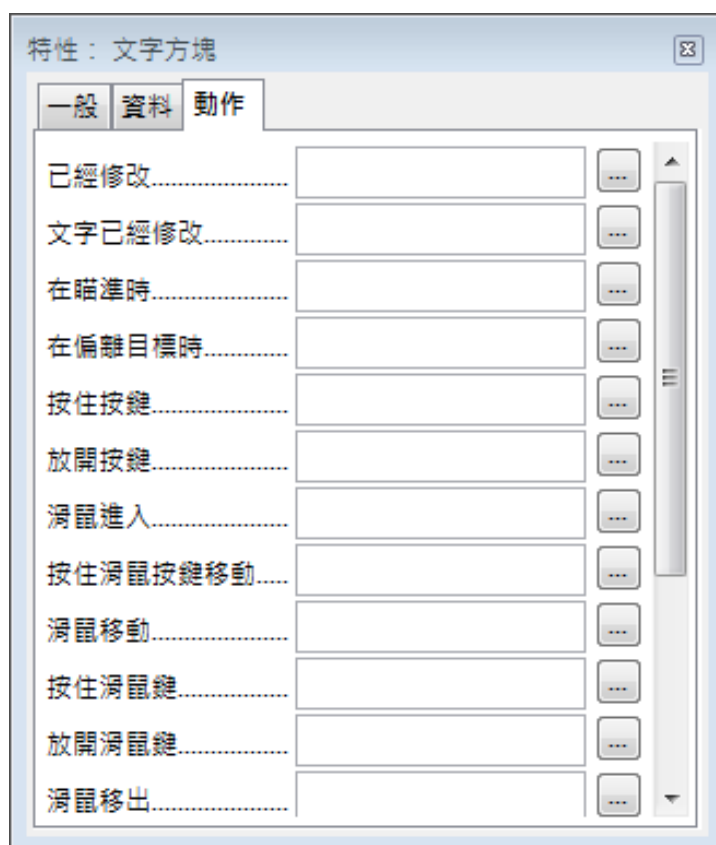 特性： 文字方塊
一般 資料 動作
已經修改..................... ...
文字已經修改............. ...
在瞄準時..................... ...
在偏離目標時............. ...
按住按鍵..................... ...
放開按鍵..................... ...
滑鼠進入..................... ...
按住滑鼠按鍵移動..... ...
滑鼠移動..................... ...
按住滑鼠鍵................. ...
放開滑鼠鍵................. ...
滑鼠移出..................... ...